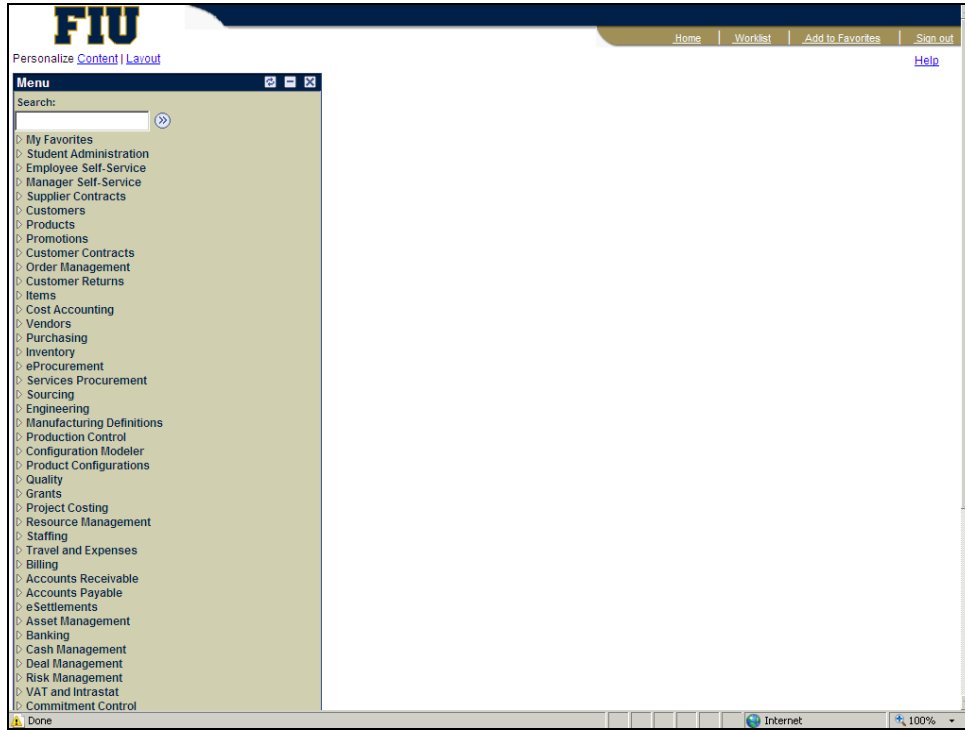 FIU
Home | Worklist | Add to Favorites | Sign out
Personalize Content | Layout
Help
Menu
Search:
My Favorites
Student Administration
Employee Self-Service
Manager Self-Service
Supplier Contracts
Customers
Products
Promotions
Customer Contracts
Order Management
Customer Returns
Items
Cost Accounting
Vendors
Purchasing
Inventory
eProcurement
Services Procurement
Sourcing
Engineering
Manufacturing Definitions
Production Control
Configuration Modeler
Product Configurations
Quality
Grants
Project Costing
Resource Management
Staffing
Travel and Expenses
Billing
Accounts Receivable
Accounts Payable
eSettlements
Asset Management
Banking
Cash Management
Deal Management
Risk Management
VAT and Intrastat
Commitment Control
Done Internet 100%